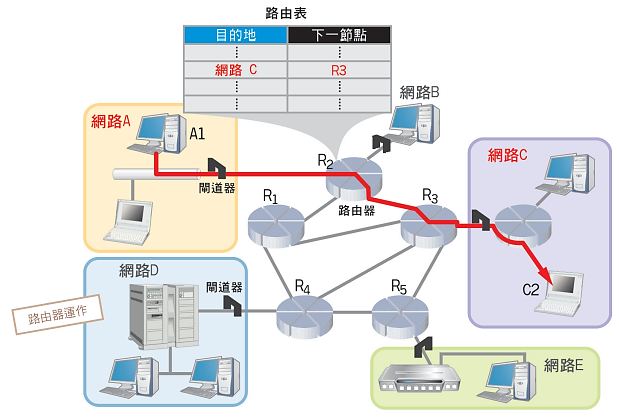 路由表
目的地 下一節點
⋮ ⋮
網路 C R3
⋮ ⋮
⋮ ⋮
網路B
網路A
A1
網路C
R2
閘道器
R1
路由器
R3
網路D
閘道器
R4
R5
C2
路由器運作
網路E